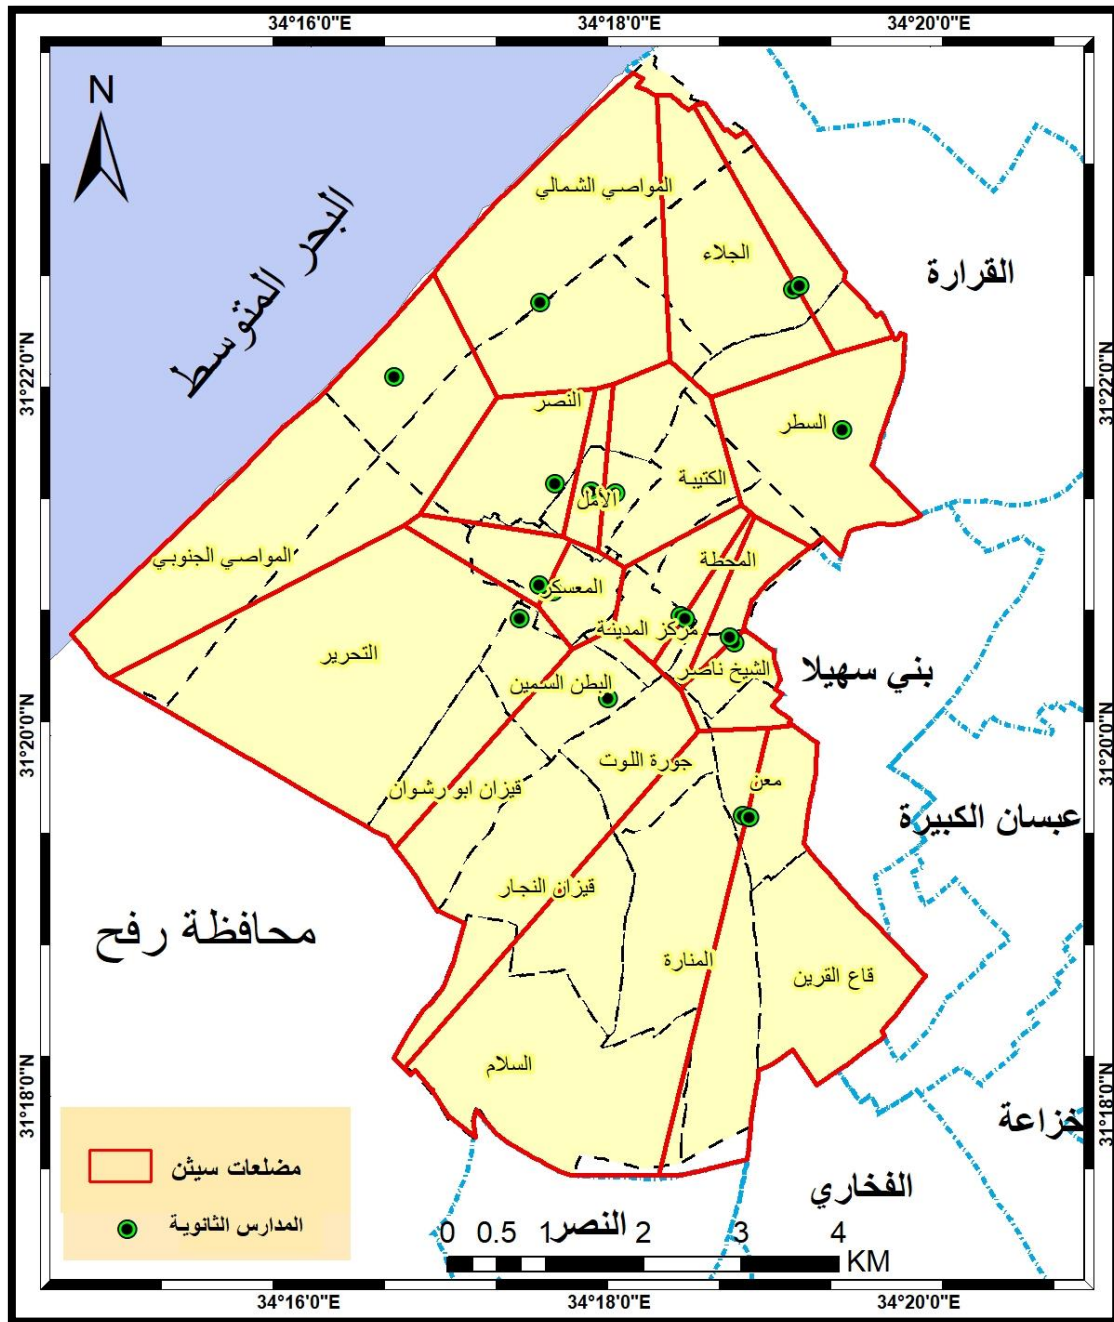 34°16'0"E
34°18'0"E
34°20'0"E
N
البحر المتوسط
المواصي الشمالي
الجلاء
القرارة
31°22'0"N
31°22'0"N
النصر
السطر
الكتيبة
الأمل
المواصي الجنوبي
المحطة
المعسكر
مركز المدينة
التحرير
الشيخ ناصر
بني سهيلا
البطن السمين
31°20'0"N
31°20'0"N
جورة اللوت
معن
قيزان ابو رشوان
عبسان الكبيرة
قيزان النجار
محافظة رفح
المنارة
قاع القرين
السلام
31°18'0"N
31°18'0"N
خزاعة
مضلعات سيثن
الفخاري
المدارس الثانوية
النصر
0 0.5 1 2 3 4
KM
34°16'0"E
34°18'0"E
34°20'0"E